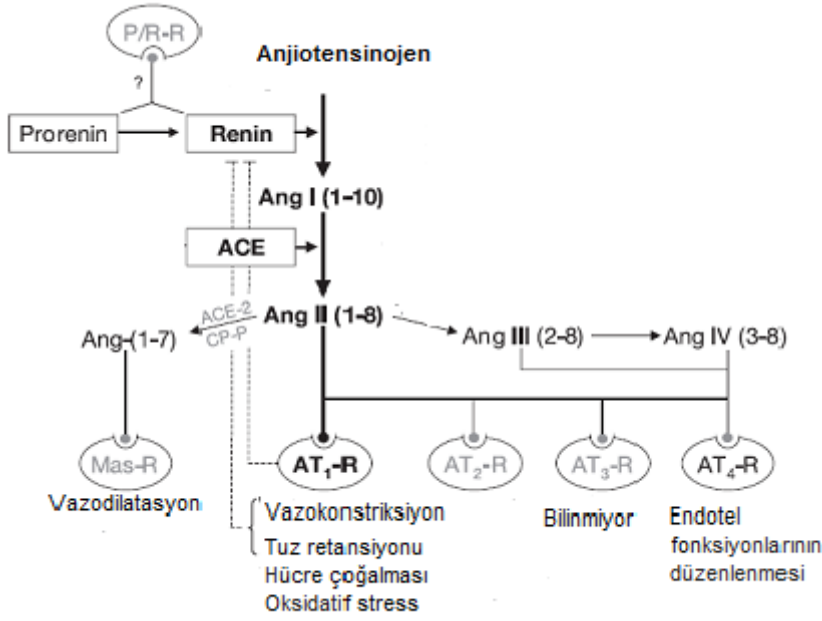 P/R-R
Anjiotensinojen
?
Prorenin
Renin
Ang I (1-10)
ACE
ACE-2
CP-P
Ang II (1-8)
Ang-(1-7)
Ang III (2-8)
Ang IV (3-8)
Mas-R
AT1-R
AT2-R
AT3-R
AT4-R
Vazodilatasyon
Vazokonstriksiyon
Tuz retansiyonu
Hücre çoğalması
Oksidatif stress
Bilinmiyor
Endotel
fonksiyonlarının
düzenlenmesi